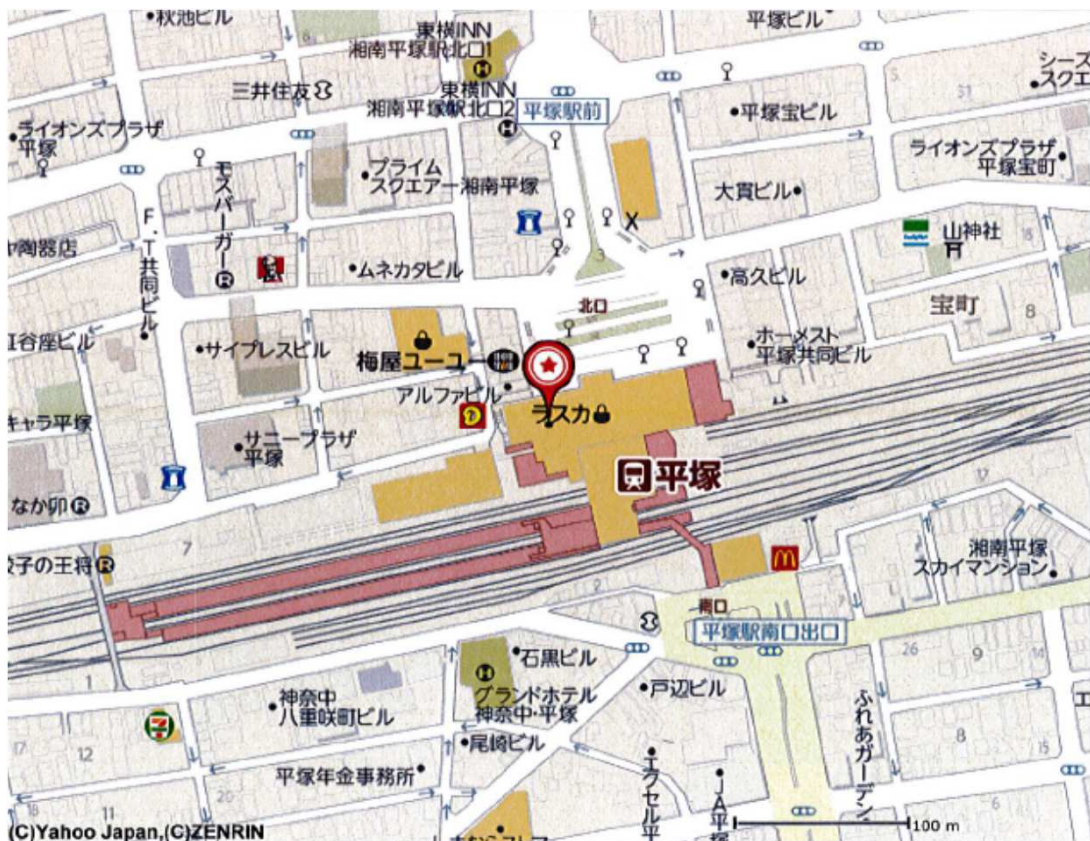 秋池ビル
東横INN
湘南平塚駅北口1
平塚ビル
シーズ
スクエ
三井住友
東横INN
湘南平塚駅北口2
平塚駅前
平塚宝ビル
ライオンズプラザ
平塚
ライオンズプラザ
平塚宝町
モスバーガー
プライム
スクエアー湘南平塚
大貫ビル
F・T共同ビル
ヤ陶器店
山神社
ムネカタビル
高久ビル
北口
宝町
8
サイプレスビル
梅屋ユーユー
ホーメスト
平塚共同ビル
アルファビル
ラスカ
キャラ平塚
サニープラザ
平塚
平塚
なか卯
17
7
湘南平塚
スカイマンション
子の王将
南口
平塚駅南口出口
石黒ビル
26
9
1
戸辺ビル
グランドホテル
神奈中・平塚
神奈中
八重咲町ビル
ふれあガーデン
12
尾崎ビル
8
15
平塚年金事務所
エラセル平
JA平塚
20
11
6
100 m
(C)Yahoo Japan,(C)ZENRIN